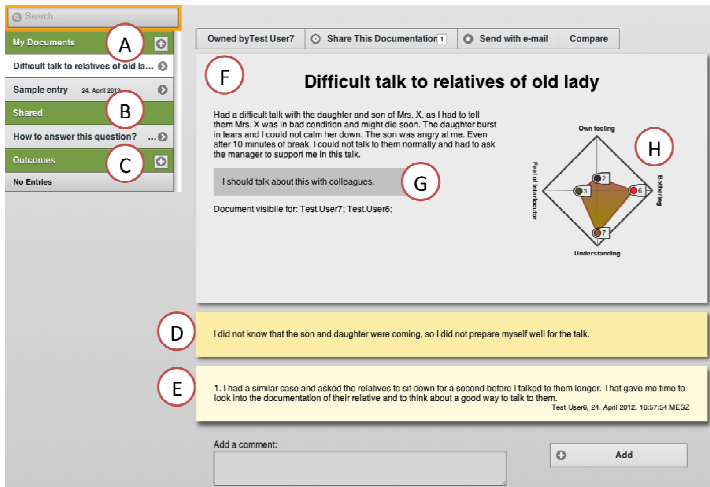 Search ...
My Documents
A
Difficult talk to relatives of old la...
Sample entry 24. April 2012
B
Shared
How to answer this question? ...
C
Outcomes
No Entries
Owned byTest User7
Share This Documentation 1
Send with e-mail
Compare
F
Difficult talk to relatives of old lady
Had a difficult talk with the daughter and son of Mrs. X. as I had to
tell them Mrs. X was in bad condition and might die soon. The daughter burst
in tears and I could not calm her down. The son was angry at me. Even
after 10 minutes of break. I could not talk to them normally and had to ask
the manager to support me in this talk.
I should talk about this with colleagues.
G
Document visibile for: Test.User7; Test.User6;
Own feeling
H
Feel of interlocutor
Bothering
2
3
6
7
Understanding
D
I did not know that the son and daughter were coming, so I did not prepare myself well for the talk.
E
1. I had a similar case and asked the relatives to sit down for a second before I talked to them longer. That gave me time to
look into the documentation of their relative and to think about a good way to talk to them.
Test User6, 24. April 2012, 16:57:54 MESZ
Add a comment:
Add